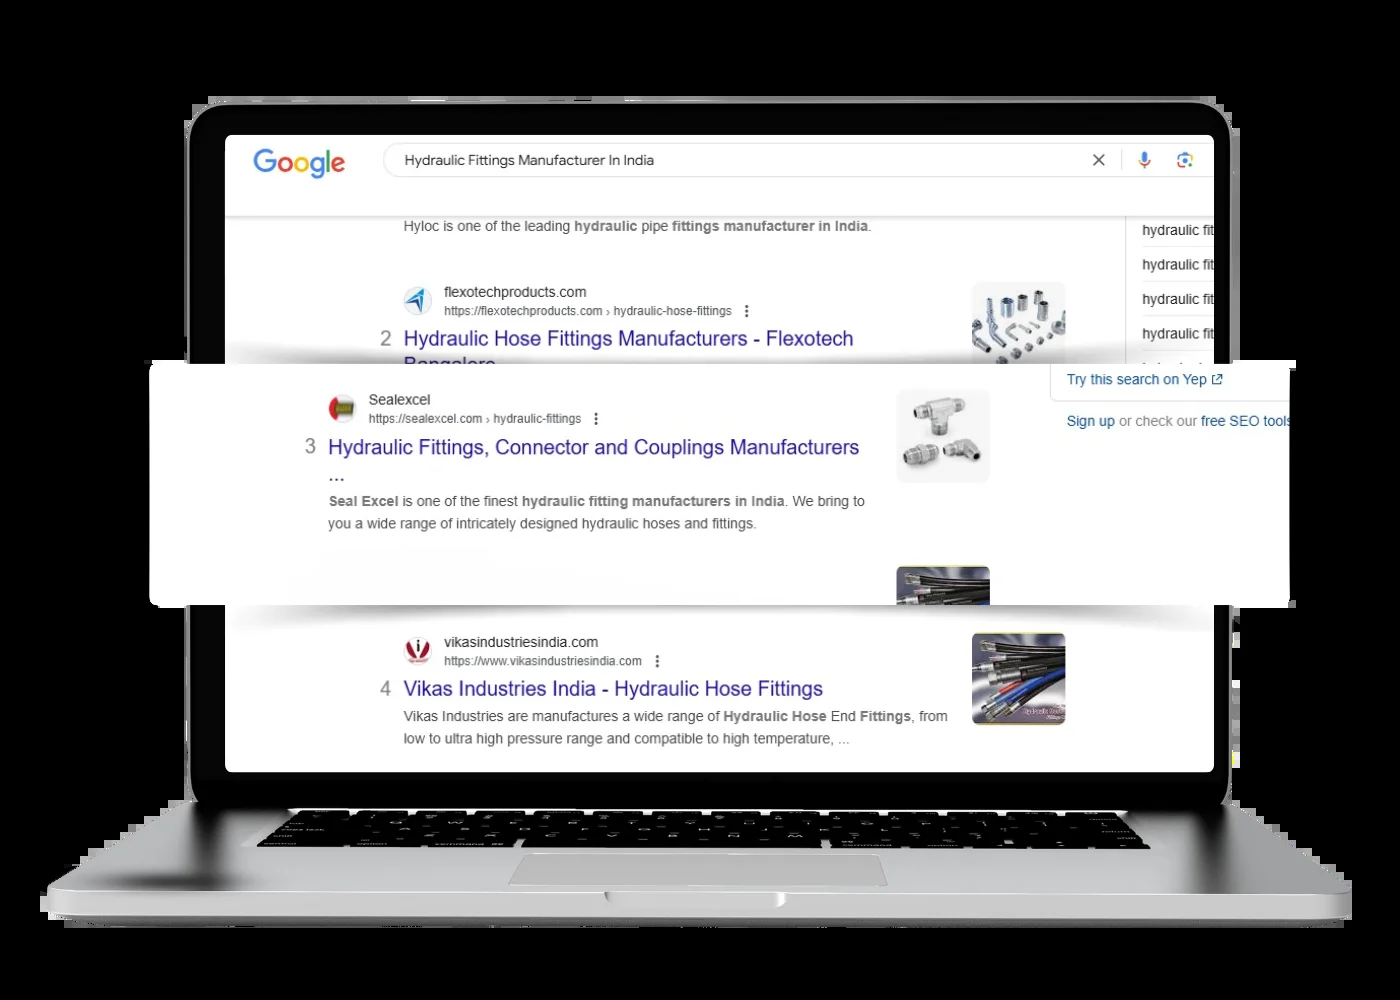 Google
Hydraulic Fittings Manufacturer In India
Hyloc is one of the leading hydraulic pipe fittings manufacturer in India.
hydraulic fit
hydraulic fit
hydraulic fit
hydraulic fit
flexotechproducts.com
https://flexotechproducts.com › hydraulic-hose-fittings
2 Hydraulic Hose Fittings Manufacturers - Flexotech
Bangalore
Try this search on Yep
Sign up or check our free SEO tools
Sealexcel
https://sealexcel.com › hydraulic-fittings
3 Hydraulic Fittings, Connector and Couplings Manufacturers
...
Seal Excel is one of the finest hydraulic fitting manufacturers in India. We bring to
you a wide range of intricately designed hydraulic hoses and fittings.
vikasindustriesindia.com
https://www.vikasindustriesindia.com
4 Vikas Industries India - Hydraulic Hose Fittings
Vikas Industries are manufactures a wide range of Hydraulic Hose End Fittings, from
low to ultra high pressure range and compatible to high temperature, ...